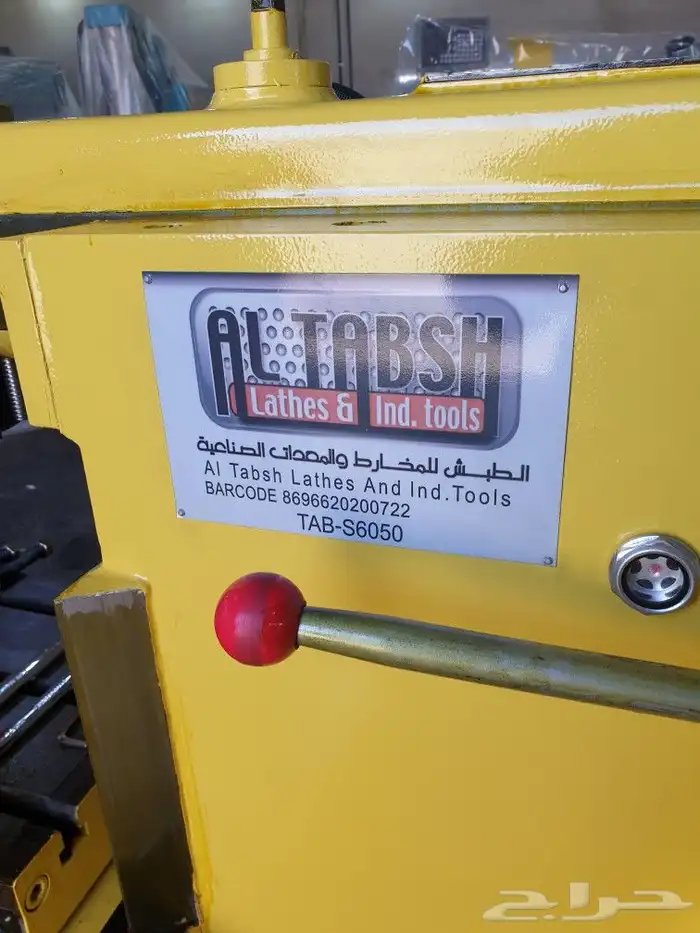 AL TABSH
Lathes & Ind. tools
الطبش للمخارط والمعدات الصناعية
Al Tabsh Lathes And Ind.Tools
BARCODE 8696620200722
TAB-S6050
حراج